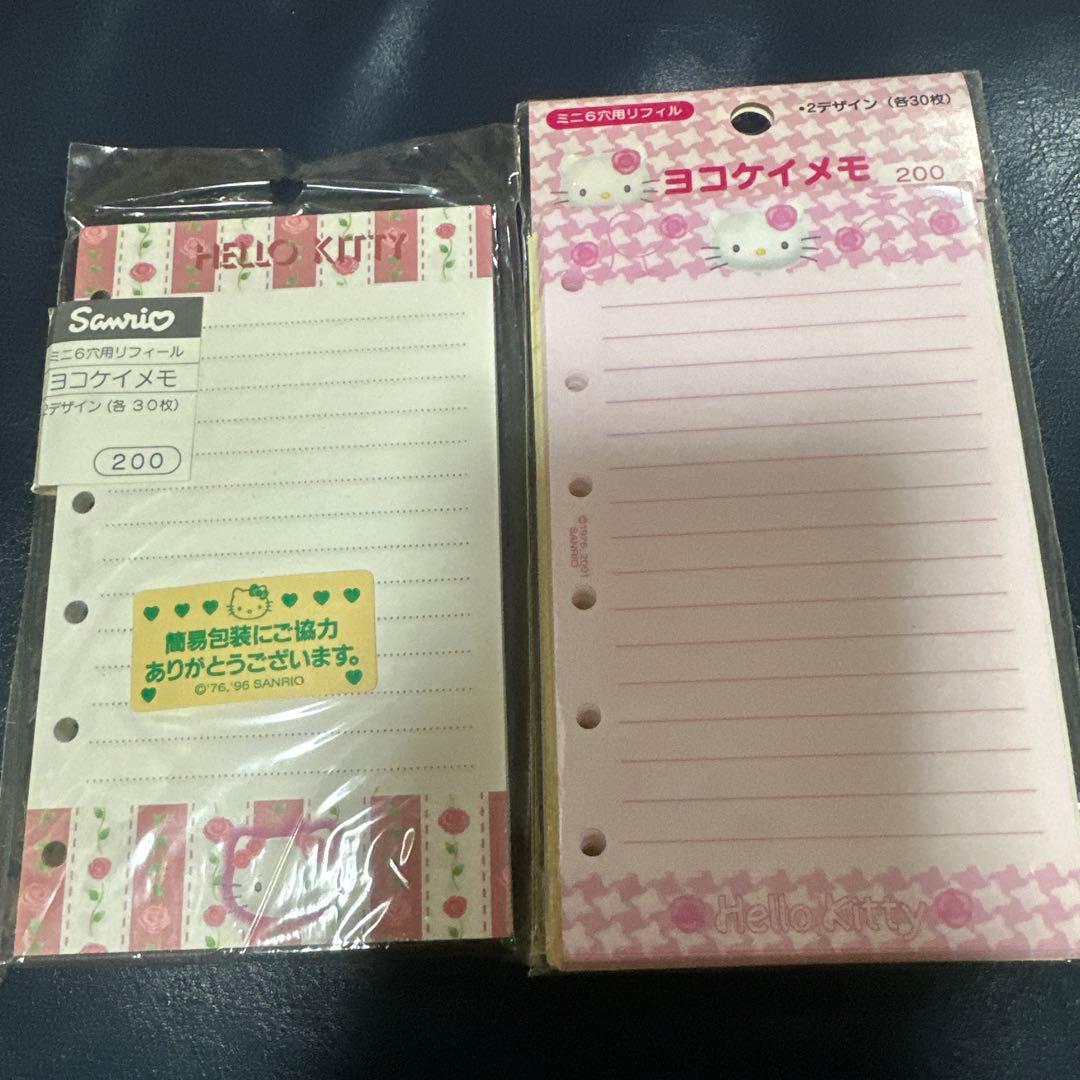 HELLO KITTY
Sanrio
ミニ6穴用リフィール
ヨコケイメモ
2デザイン(各30枚)
200
簡易包装にご協力
ありがとうございます。
©'76,'96 SANRIO
ミニ6穴用リフィル
•2デザイン(各30枚)
ヨコケイメモ 200
©1976, 2001
SANRIO
Hello Kitty